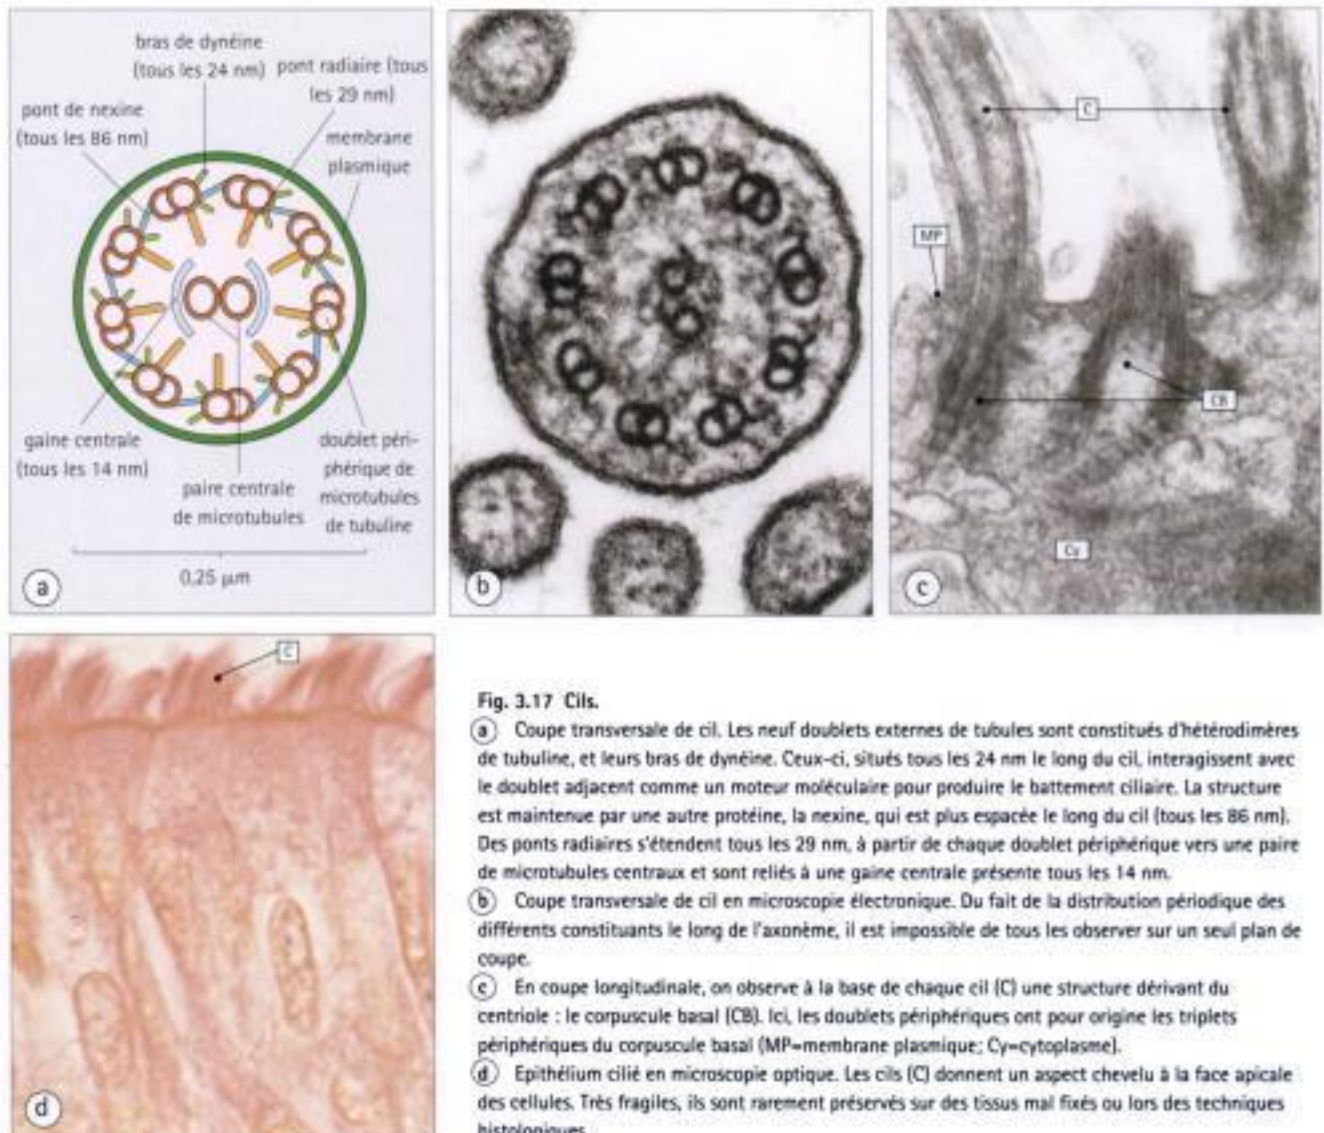 bras de dynéine
(tous les 24 nm)
pont radiaire (tous
les 29 nm)
pont de nexine
(tous les 86 nm)
membrane
plasmique
gaine centrale
(tous les 14 nm)
paire centrale
de microtubules
doublet péri-
phérique de
microtubules
de tubuline
0,25 µm
a
b
C
MP
CB
Cy
c
C
d
Fig. 3.17 Cils.
a Coupe transversale de cil. Les neuf doublets externes de tubules sont constitués d'hétérodimères
de tubuline, et leurs bras de dynéine. Ceux-ci, situés tous les 24 nm le long du cil, interagissent avec
le doublet adjacent comme un moteur moléculaire pour produire le battement ciliaire. La structure
est maintenue par une autre protéine, la nexine, qui est plus espacée le long du cil (tous les 86 nm).
Des ponts radiaires s'étendent tous les 29 nm, à partir de chaque doublet périphérique vers une paire
de microtubules centraux et sont reliés à une gaine centrale présente tous les 14 nm.
b Coupe transversale de cil en microscopie électronique. Du fait de la distribution périodique des
différents constituants le long de l'axonème, il est impossible de tous les observer sur un seul plan de
coupe.
c En coupe longitudinale, on observe à la base de chaque cil (C) une structure dérivant du
centriole : le corpuscule basal (CB). Ici, les doublets périphériques ont pour origine les triplets
périphériques du corpuscule basal (MP=membrane plasmique; Cy=cytoplasme).
d Epithélium cilié en microscopie optique. Les cils (C) donnent un aspect chevelu à la face apicale
des cellules. Très fragiles, ils sont rarement préservés sur des tissus mal fixés ou lors des techniques
histologiques.